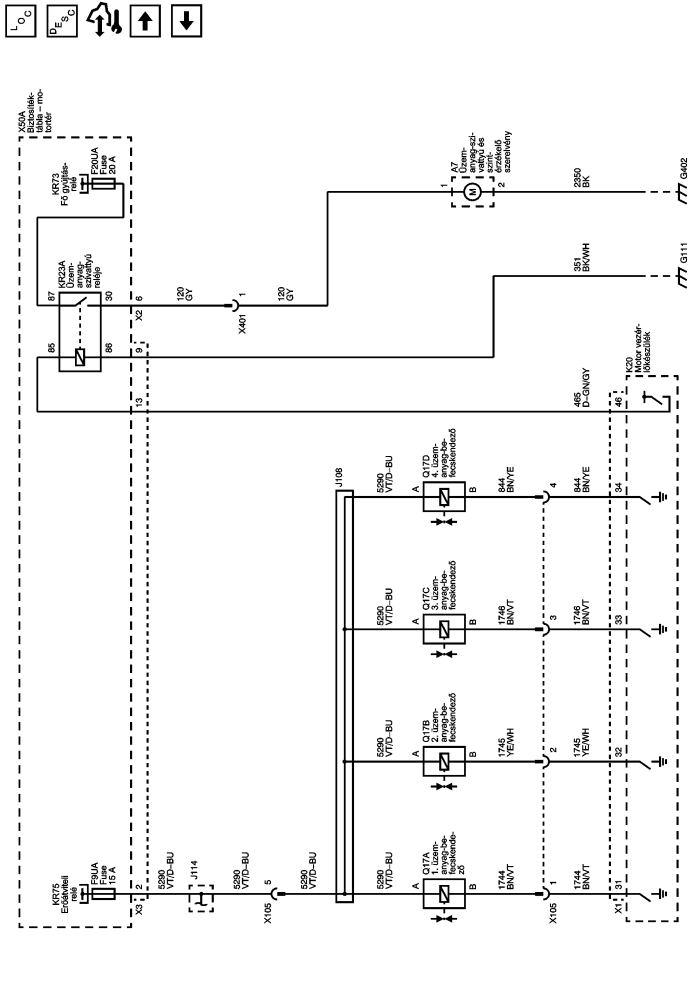 LOC
DESC
X50A
Biztosíték-
tábla – mo-
tortér
KR73
Fő gyújtás-
relé
F20UA
Fuse
20 A
KR23A
Üzem-
anyag-
szivattyú
reléje
87
30
85
86
6
X2
9
13
120
GY
1
X401
120
GY
A7
Üzem-
anyag-szi-
vattyú és
szint-
érzékelő
szerelvény
1
M
2
2350
BK
G402
351
BK/WH
G111
465
D–GN/GY
K20
Motor vezér-
lőkészülék
46
J108
5290
VT/D–BU
A
Q17D
4. üzem-
anyag-be-
fecskendező
B
844
BN/YE
4
844
BN/YE
34
5290
VT/D–BU
A
Q17C
3. üzem-
anyag-be-
fecskendező
B
1746
BN/VT
3
1746
BN/VT
33
5290
VT/D–BU
A
Q17B
2. üzem-
anyag-be-
fecskendező
B
1745
YE/WH
2
1745
YE/WH
32
KR75
Erőátviteli
relé
F9UA
Fuse
15 A
2
X3
5290
VT/D–BU
J114
5290
VT/D–BU
5
X105
5290
VT/D–BU
5290
VT/D–BU
A
Q17A
1. üzem-
anyag-be-
fecskende-
ző
B
1744
BN/VT
1
X105
1744
BN/VT
31
X1